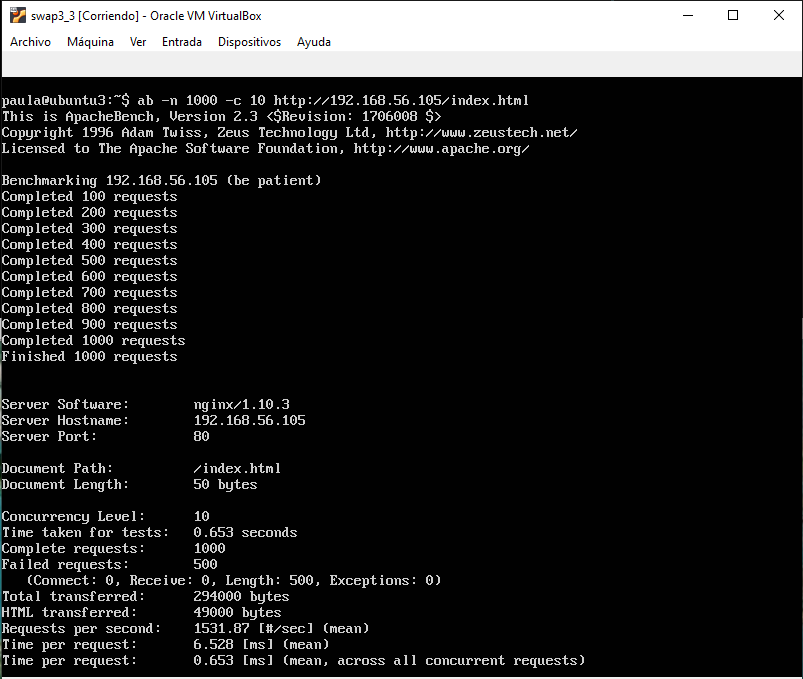 swap3_3 [Corriendo] - Oracle VM VirtualBox
Archivo Máquina Ver Entrada Dispositivos Ayuda
paula@ubuntu3:~$ ab -n 1000 -c 10 http://192.168.56.105/index.html
This is ApacheBench, Version 2.3 <$Revision: 1706008 $>
Copyright 1996 Adam Twiss, Zeus Technology Ltd, http://www.zeustech.net/
Licensed to The Apache Software Foundation, http://www.apache.org/
Benchmarking 192.168.56.105 (be patient)
Completed 100 requests
Completed 200 requests
Completed 300 requests
Completed 400 requests
Completed 500 requests
Completed 600 requests
Completed 700 requests
Completed 800 requests
Completed 900 requests
Completed 1000 requests
Finished 1000 requests
Server Software: nginx/1.10.3
Server Hostname: 192.168.56.105
Server Port: 80
Document Path: /index.html
Document Length: 50 bytes
Concurrency Level: 10
Time taken for tests: 0.653 seconds
Complete requests: 1000
Failed requests: 500
(Connect: 0, Receive: 0, Length: 500, Exceptions: 0)
Total transferred: 294000 bytes
HTML transferred: 49000 bytes
Requests per second: 1531.87 [#/sec] (mean)
Time per request: 6.528 [ms] (mean)
Time per request: 0.653 [ms] (mean, across all concurrent requests)